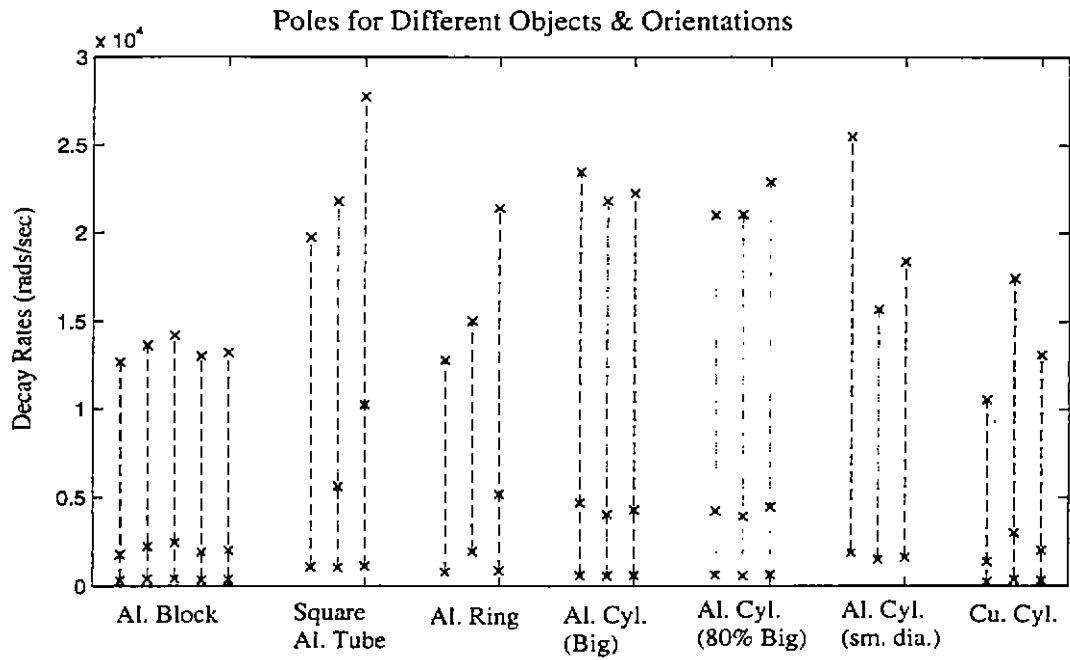 Poles for Different Objects & Orientations
x 10⁴
3
2.5
2
1.5
1
0.5
0
Decay Rates (rads/sec)
Al. Block
Square
Al. Tube
Al. Ring
Al. Cyl.
(Big)
Al. Cyl.
(80% Big)
Al. Cyl.
(sm. dia.)
Cu. Cyl.